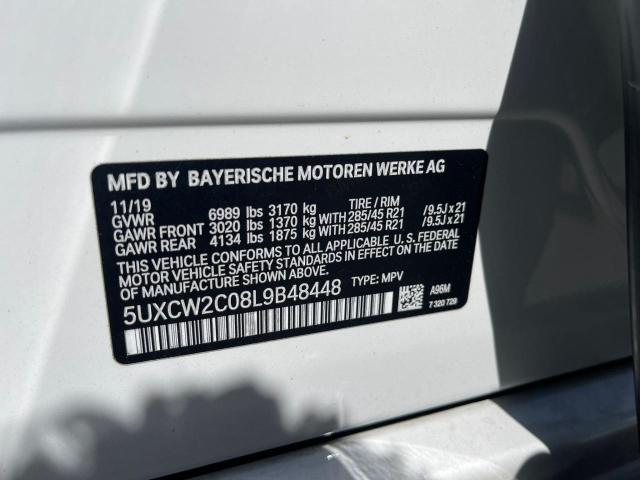 MFD BY BAYERISCHE MOTOREN WERKE AG
11/19 TIRE / RIM
GVWR 6989 lbs 3170 kg
GAWR FRONT 3020 lbs 1370 kg WITH 285/45 R21 /9.5J x 21
GAWR REAR 4134 lbs 1875 kg WITH 285/45 R21 /9.5J x 21
THIS VEHICLE CONFORMS TO ALL APPLICABLE U.S. FEDERAL
MOTOR VEHICLE SAFETY STANDARDS IN EFFECT ON THE DATE
OF MANUFACTURE SHOWN ABOVE.
5UXCW2C08L9B48448 TYPE: MPV
A96M
7 320 729